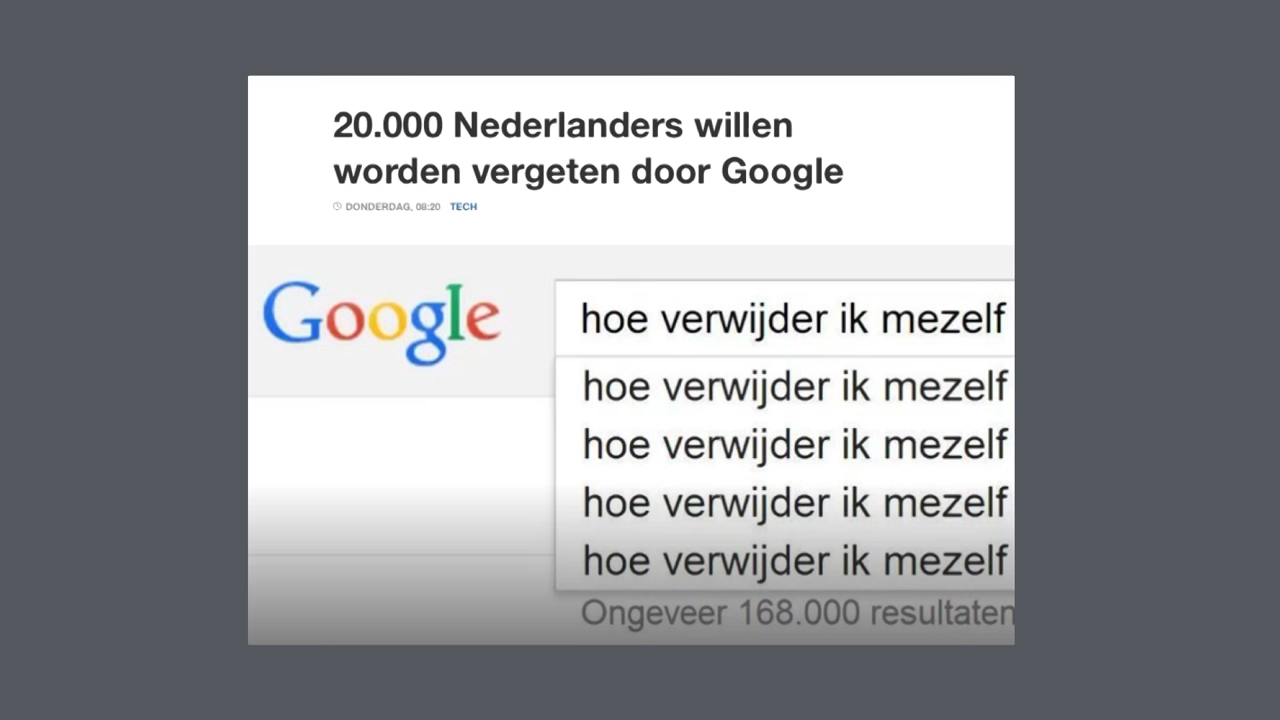 20.000 Nederlanders willen
worden vergeten door Google
DONDERDAG, 08:20 TECH
Google
hoe verwijder ik mezelf
hoe verwijder ik mezelf
hoe verwijder ik mezelf
hoe verwijder ik mezelf
hoe verwijder ik mezelf
Ongeveer 168.000 resultaten